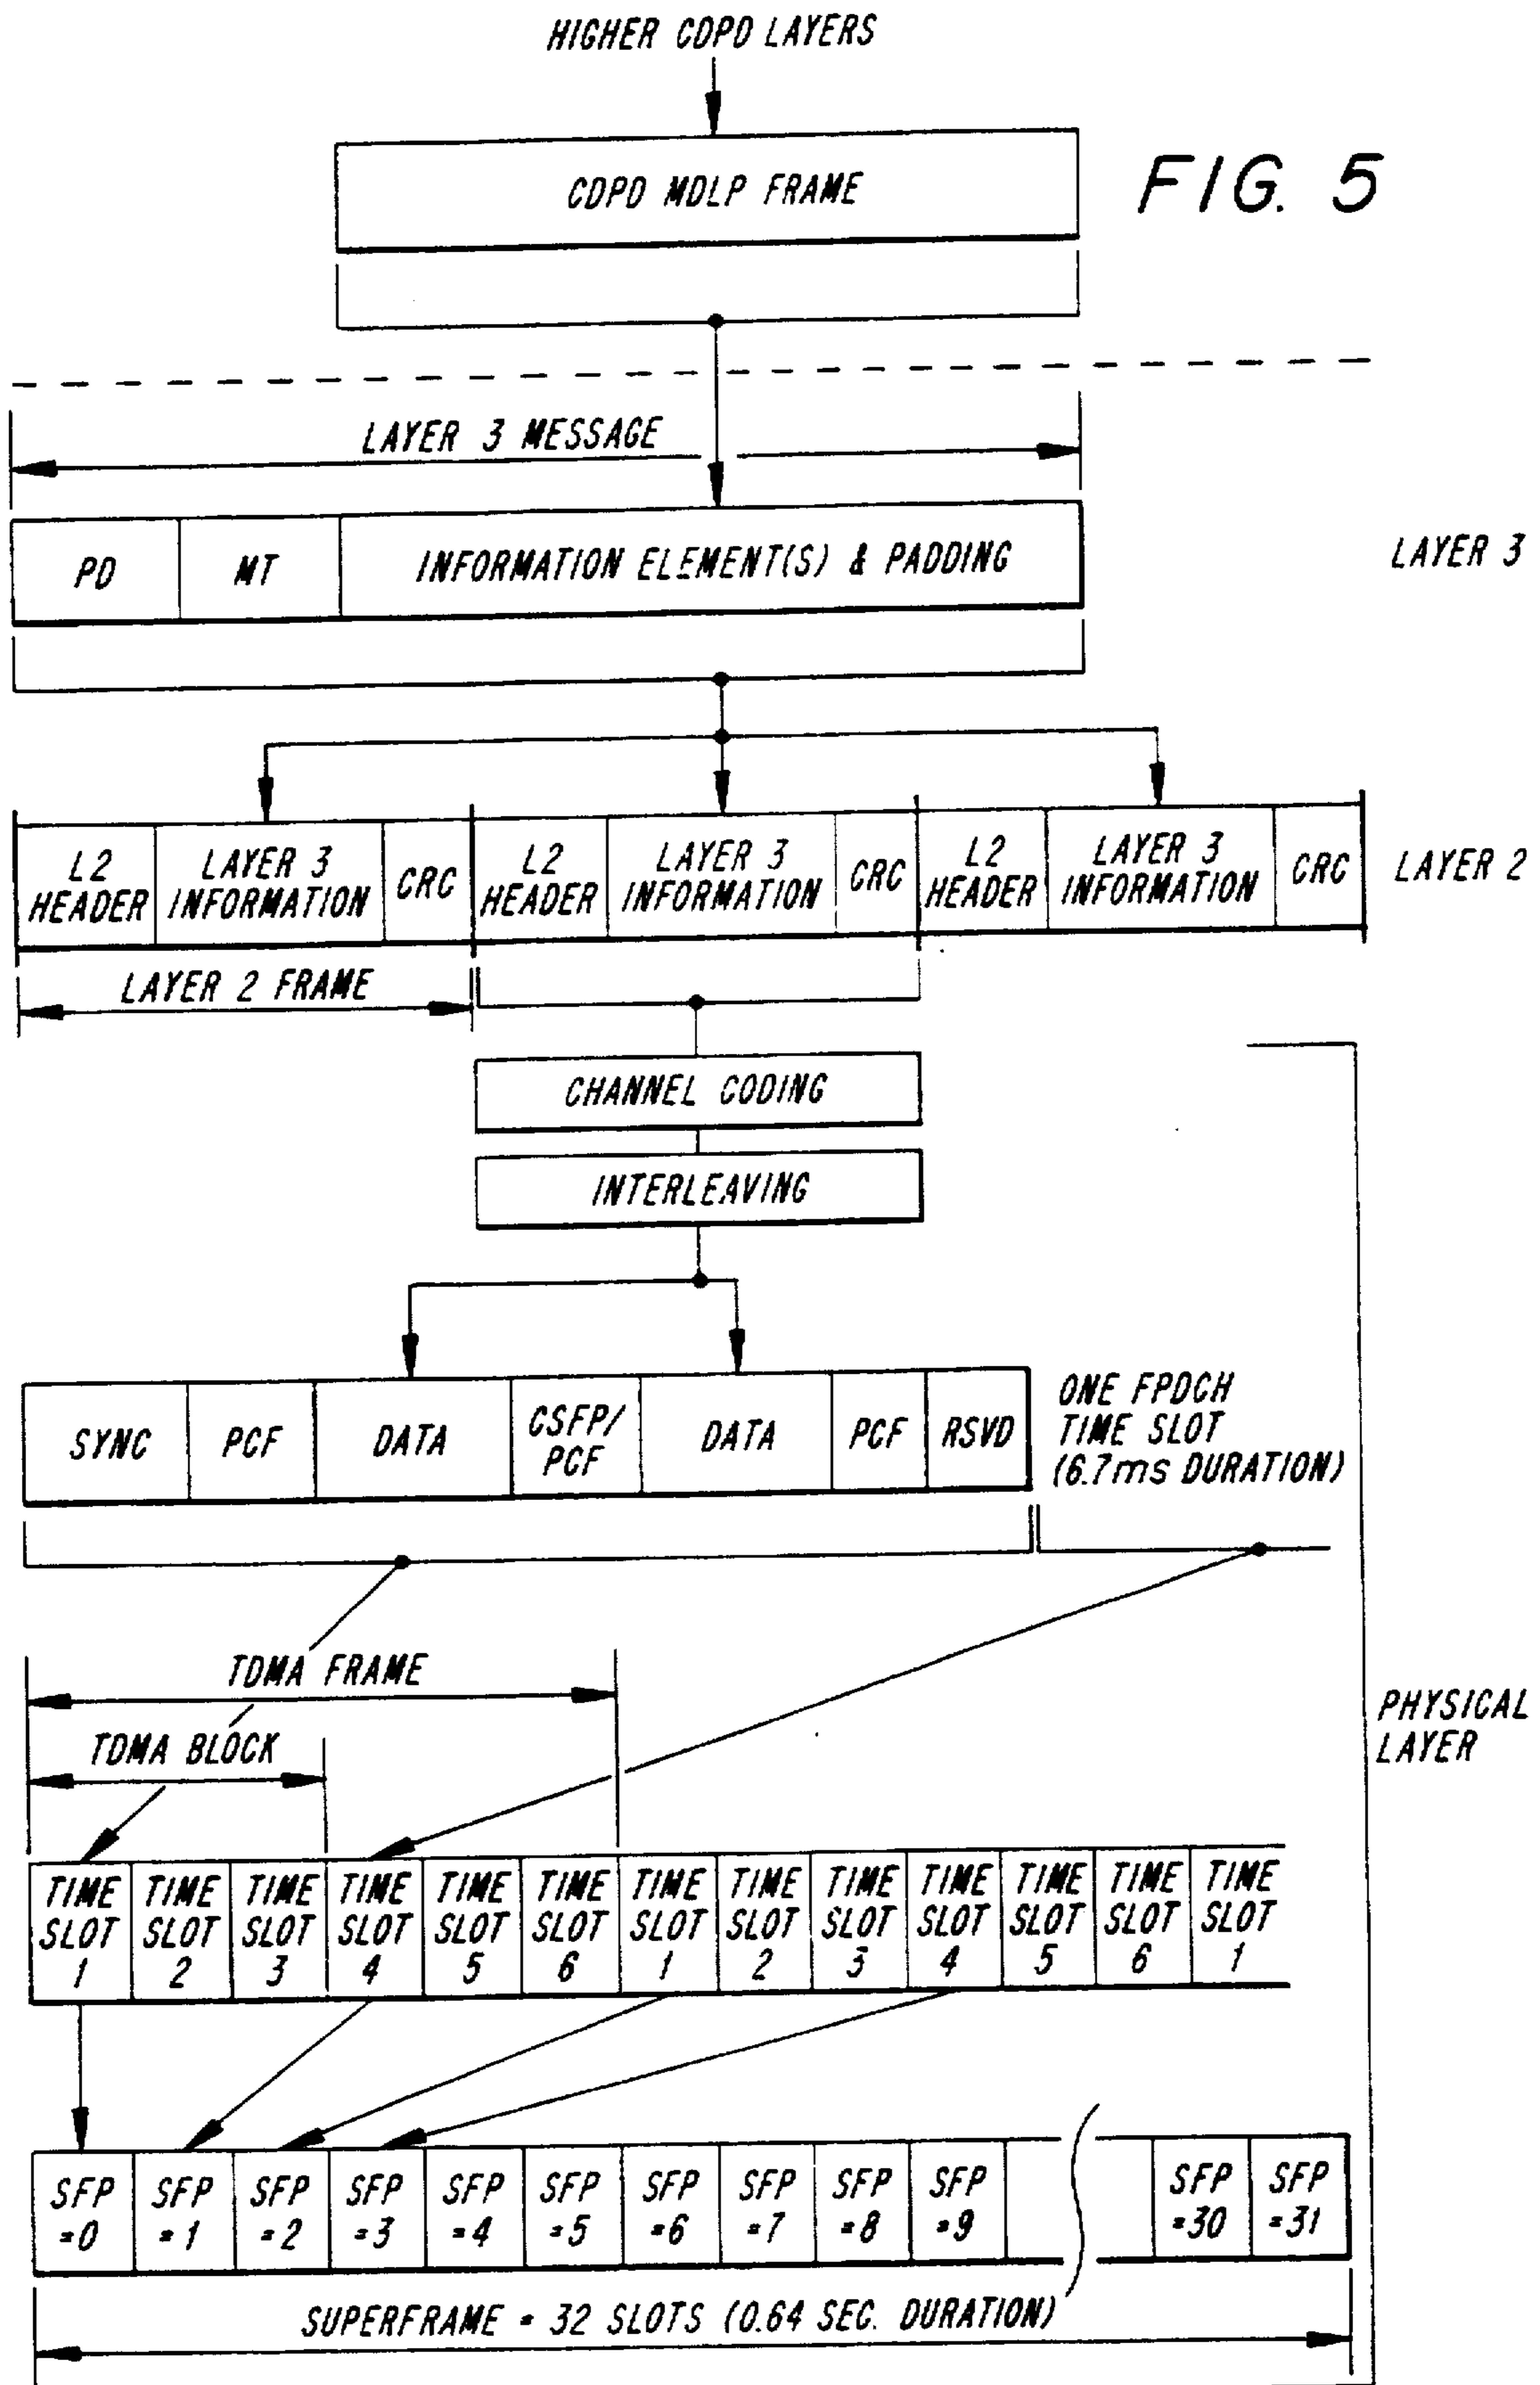 HIGHER CDPD LAYERS
CDPD MDLP FRAME
FIG. 5
LAYER 3 MESSAGE
PD
MT
INFORMATION ELEMENT(S) & PADDING
LAYER 3
L2
HEADER
LAYER 3
INFORMATION
CRC
L2
HEADER
LAYER 3
INFORMATION
CRC
L2
HEADER
LAYER 3
INFORMATION
CRC
LAYER 2
LAYER 2 FRAME
CHANNEL CODING
INTERLEAVING
SYNC
PCF
DATA
CSFP/
PCF
DATA
PCF
RSVD
ONE FPDCH
TIME SLOT
(6.7ms DURATION)
TDMA FRAME
TDMA BLOCK
PHYSICAL
LAYER
TIME
SLOT
1
TIME
SLOT
2
TIME
SLOT
3
TIME
SLOT
4
TIME
SLOT
5
TIME
SLOT
6
TIME
SLOT
1
TIME
SLOT
2
TIME
SLOT
3
TIME
SLOT
4
TIME
SLOT
5
TIME
SLOT
6
TIME
SLOT
1
SFP
=0
SFP
=1
SFP
=2
SFP
=3
SFP
=4
SFP
=5
SFP
=6
SFP
=7
SFP
=8
SFP
=9
SFP
=30
SFP
=31
SUPERFRAME = 32 SLOTS (0.64 SEC. DURATION)